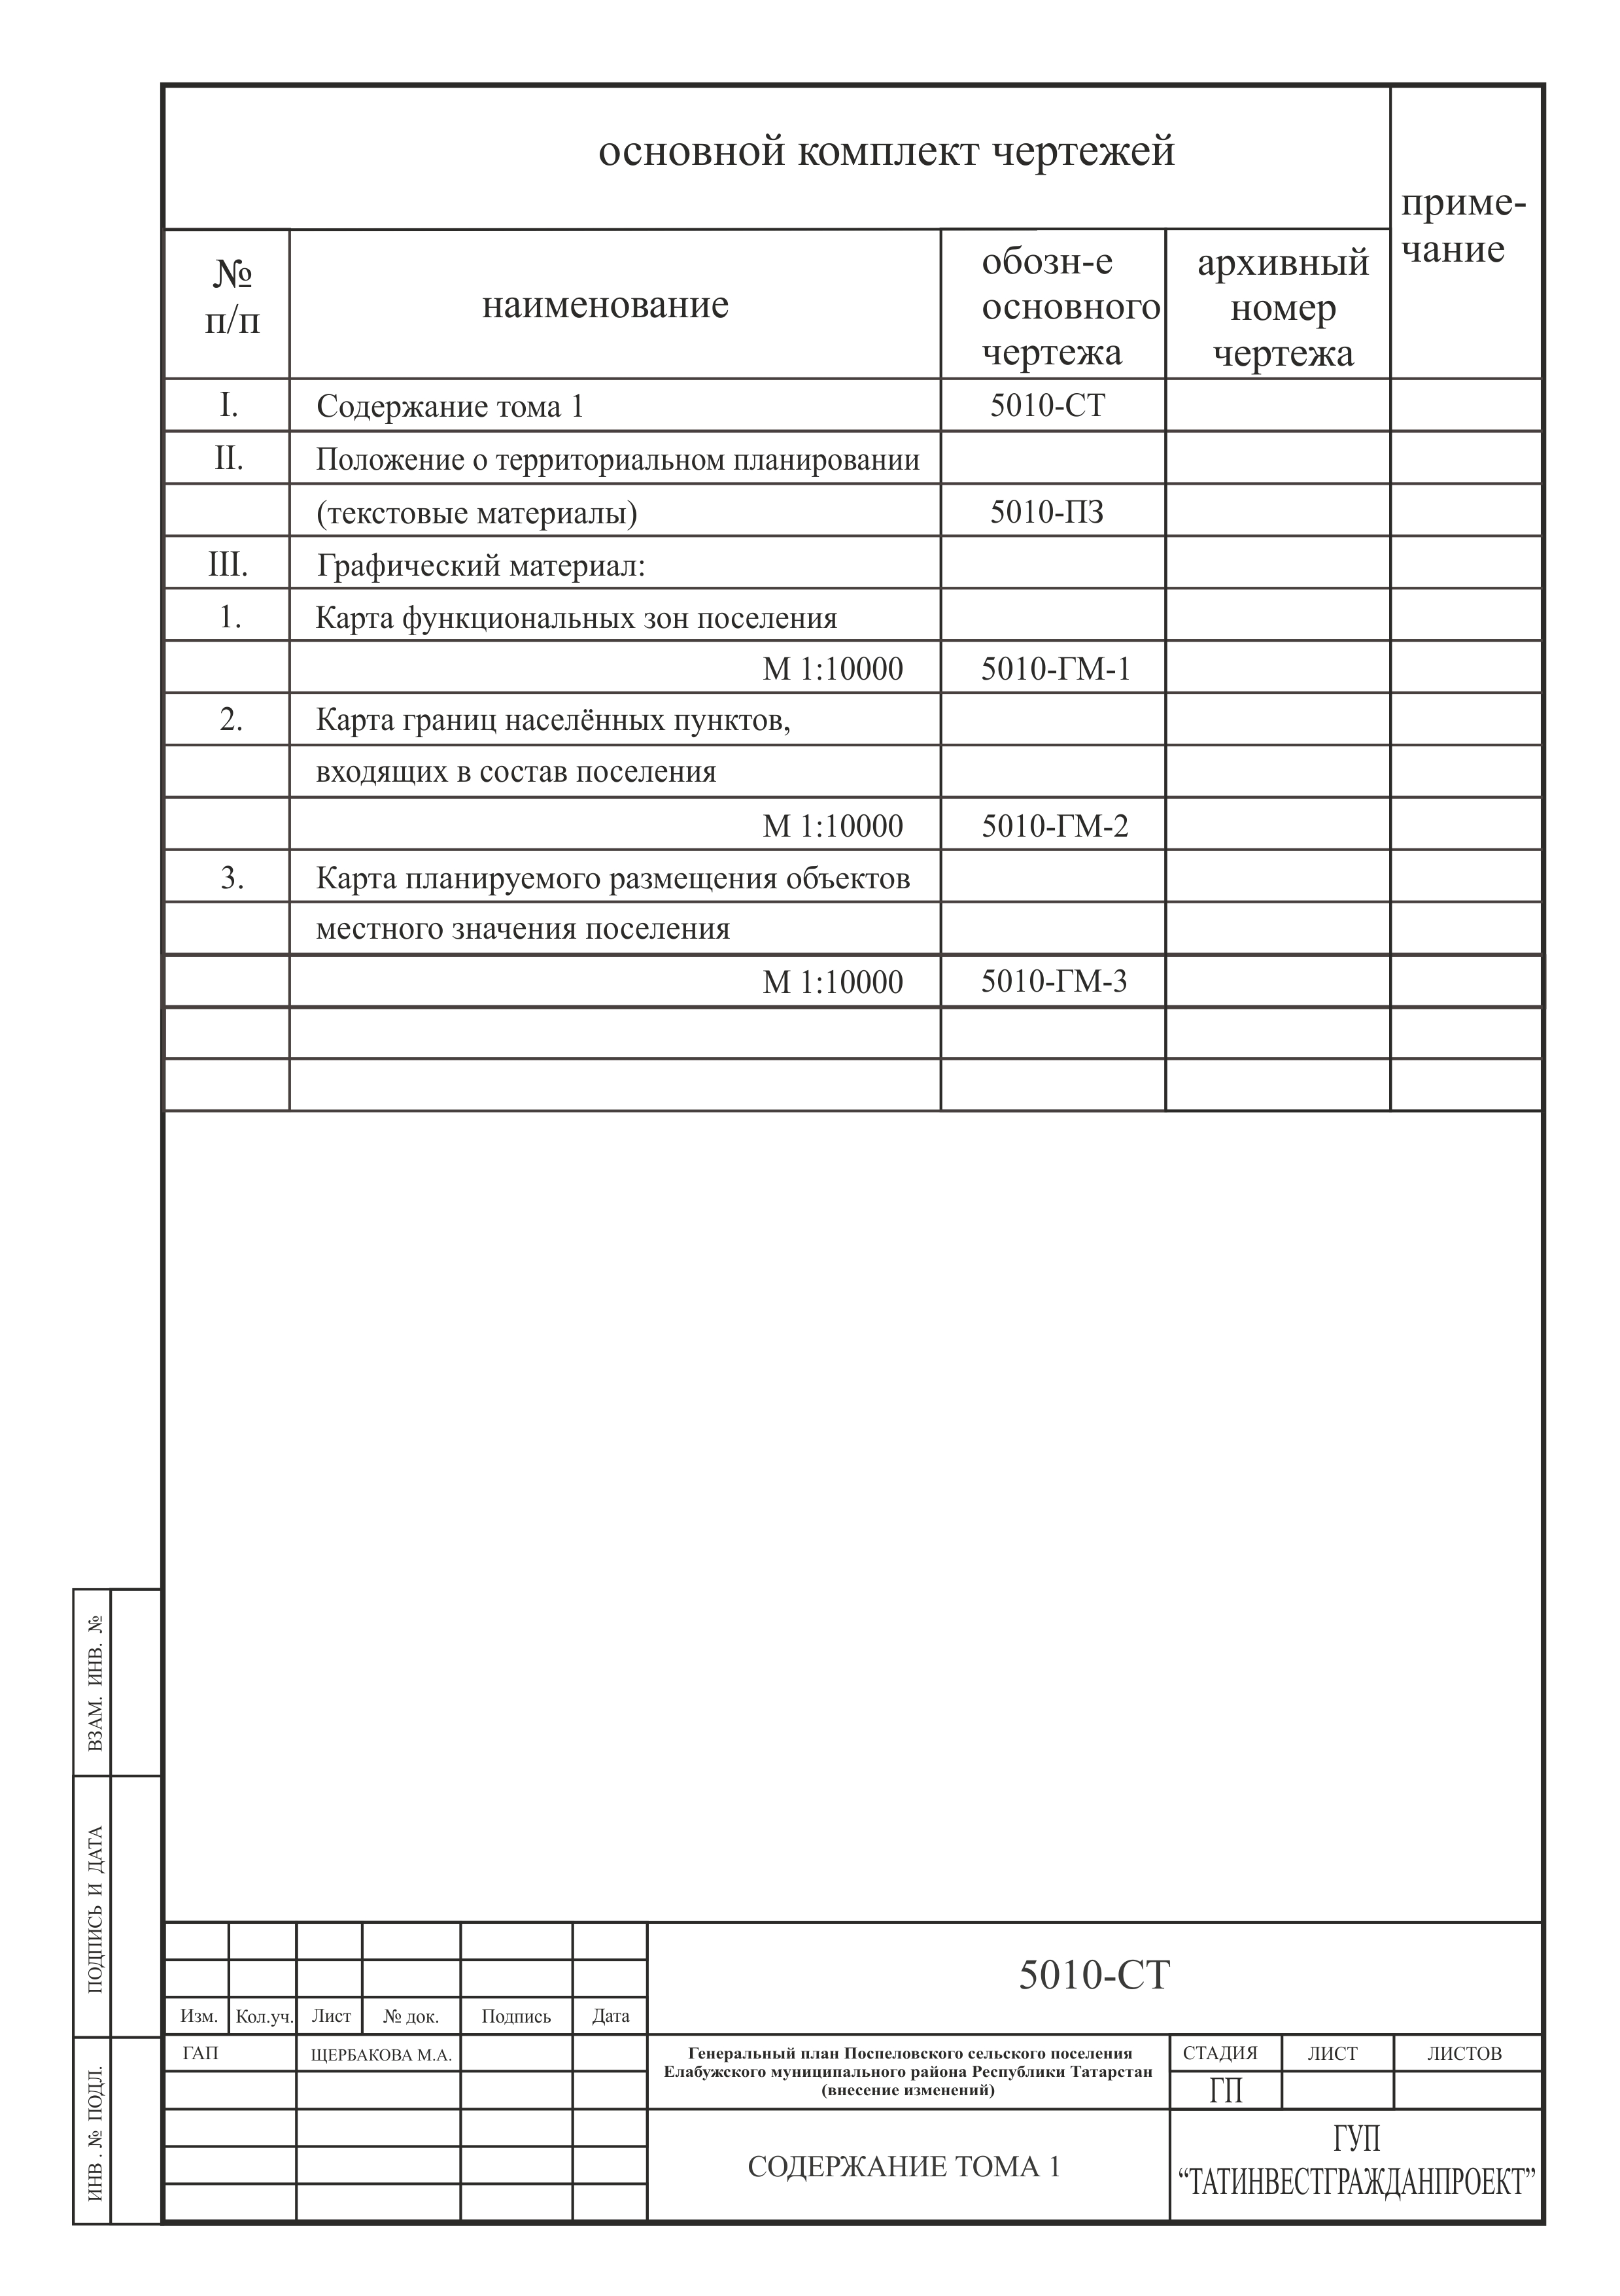 основной комплект чертежей
приме-
чание
№
п/п
наименование
обозн-е
основного
чертежа
архивный
номер
чертежа
I. Содержание тома 1 5010-СТ
II. Положение о территориальном планировании
(текстовые материалы) 5010-ПЗ
III. Графический материал:
1. Карта функциональных зон поселения
М 1:10000 5010-ГМ-1
2. Карта границ населённых пунктов,
входящих в состав поселения
М 1:10000 5010-ГМ-2
3. Карта планируемого размещения объектов
местного значения поселения
М 1:10000 5010-ГМ-3
ВЗАМ. ИНВ. №
ПОДПИСЬ И ДАТА
ИНВ . № ПОДЛ.
5010-СТ
Изм. Кол.уч. Лист № док. Подпись Дата
ГАП ЩЕРБАКОВА М.А.
Генеральный план Поспеловского сельского поселения
Елабужского муниципального района Республики Татарстан
(внесение изменений)
СТАДИЯ ЛИСТ ЛИСТОВ
ГП
СОДЕРЖАНИЕ ТОМА 1
ГУП
“ТАТИНВЕСТГРАЖДАНПРОЕКТ”